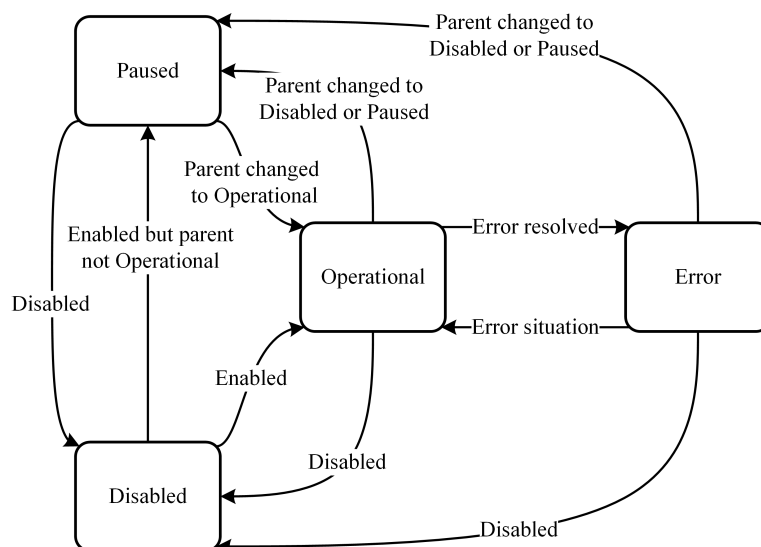 Parent changed to
Disabled or Paused
Paused
Parent changed to
Disabled or Paused
Parent changed
to Operational
Enabled but parent
not Operational
Error resolved
Operational
Error
Disabled
Error situation
Enabled
Disabled
Disabled
Disabled